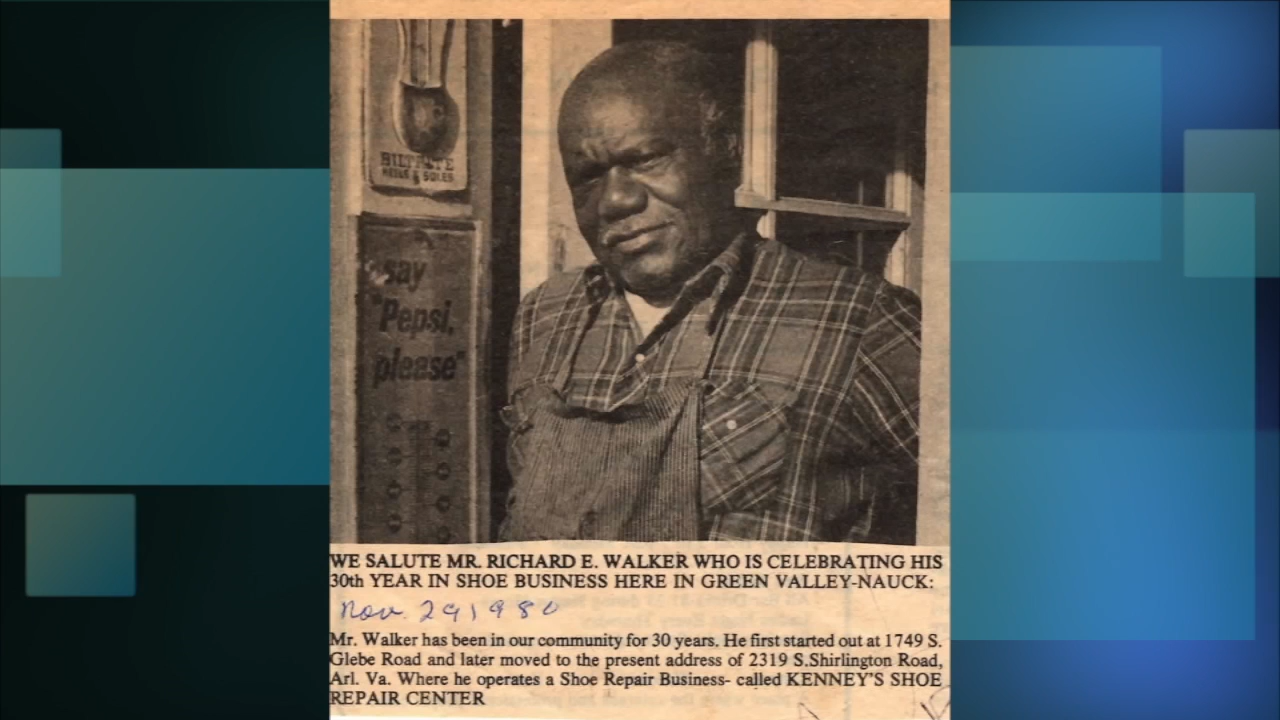 BILTRITE
HEELS & SOLES
say
"Pepsi,
please"
WE SALUTE MR. RICHARD E. WALKER WHO IS CELEBRATING HIS
30th YEAR IN SHOE BUSINESS HERE IN GREEN VALLEY-NAUCK:
Nov. 29, 1980
Mr. Walker has been in our community for 30 years. He first started out at 1749 S.
Glebe Road and later moved to the present address of 2319 S.Shirlington Road,
Arl. Va. Where he operates a Shoe Repair Business- called KENNEY'S SHOE
REPAIR CENTER